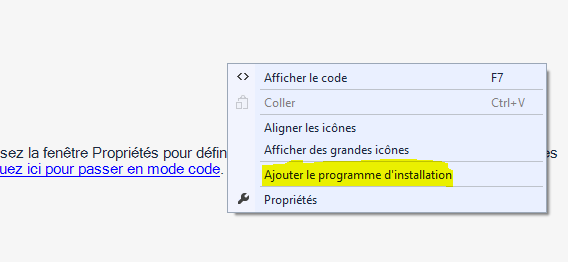 Afficher le code F7
Coller Ctrl+V
Aligner les icônes
sez la fenêtre Propriétés pour défin
Afficher des grandes icônes
es
uez ici pour passer en mode code.
Ajouter le programme d'installation
Propriétés